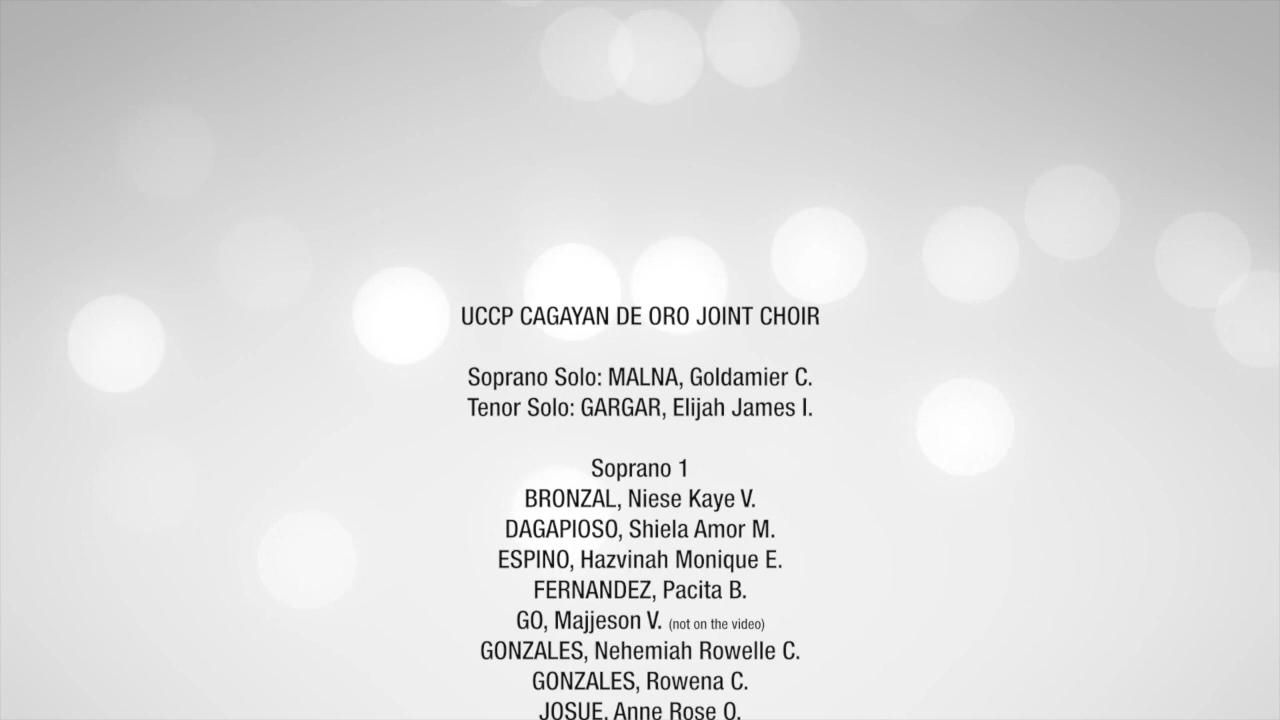 UCCP CAGAYAN DE ORO JOINT CHOIR
Soprano Solo: MALNA, Goldamier C.
Tenor Solo: GARGAR, Elijah James I.
Soprano 1
BRONZAL, Niese Kaye V.
DAGAPIOSO, Shiela Amor M.
ESPINO, Hazvinah Monique E.
FERNANDEZ, Pacita B.
GO, Majjeson V. (not on the video)
GONZALES, Nehemiah Rowelle C.
GONZALES, Rowena C.
JOSUE, Anne Rose O.